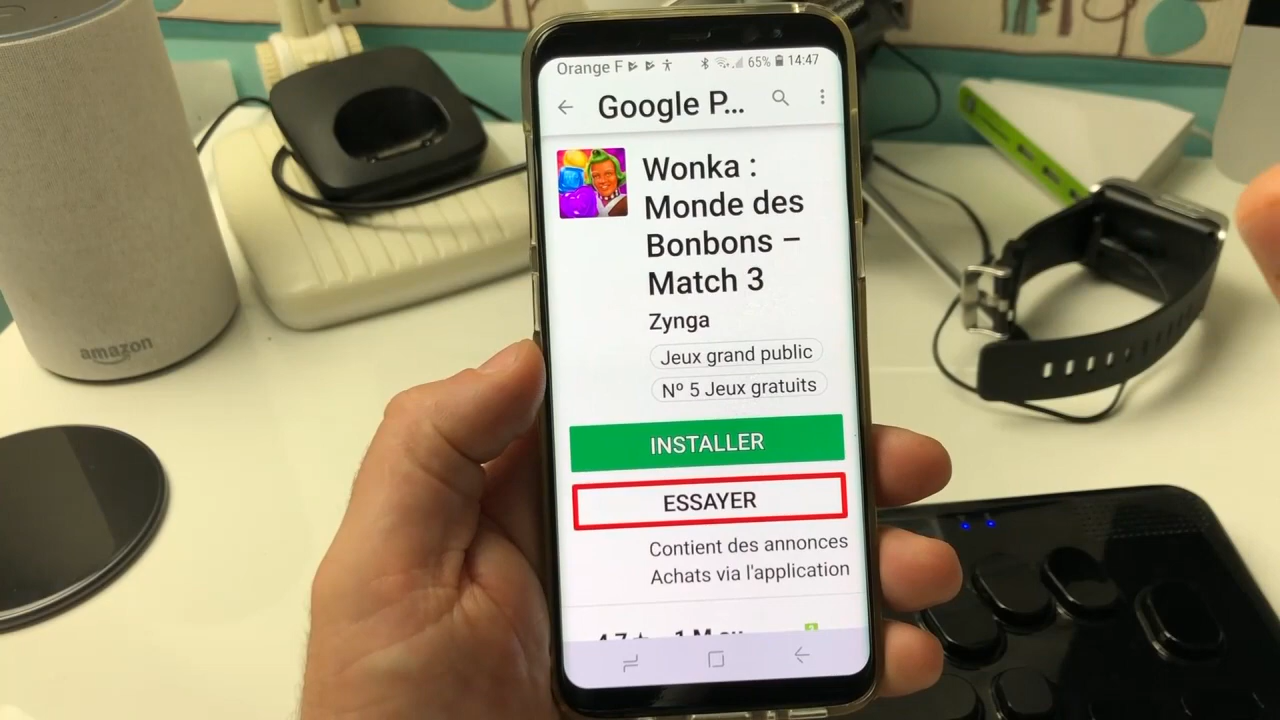 Orange F 65% 14:47
Google P...
Wonka :
Monde des
Bonbons –
Match 3
Zynga
Jeux grand public
Nº 5 Jeux gratuits
INSTALLER
ESSAYER
Contient des annonces
Achats via l'application
amazon